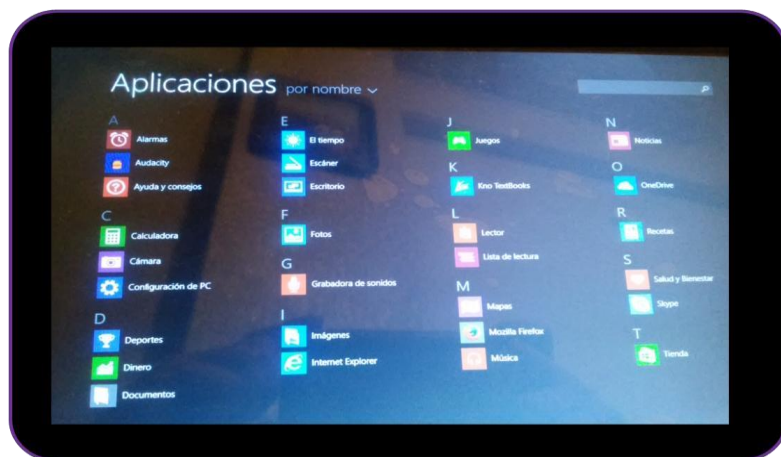 Aplicaciones por nombre
A
Alarmas
Audacity
Ayuda y consejos
C
Calculadora
Cámara
Configuración de PC
D
Deportes
Dinero
Documentos
E
El tiempo
Escáner
Escritorio
F
Fotos
G
Grabadora de sonidos
I
Imágenes
Internet Explorer
J
Juegos
K
Kno TextBooks
L
Lector
Lista de lectura
M
Mapas
Mozilla Firefox
Música
N
Noticias
O
OneDrive
R
Recetas
S
Salud y Bienestar
Skype
T
Tienda